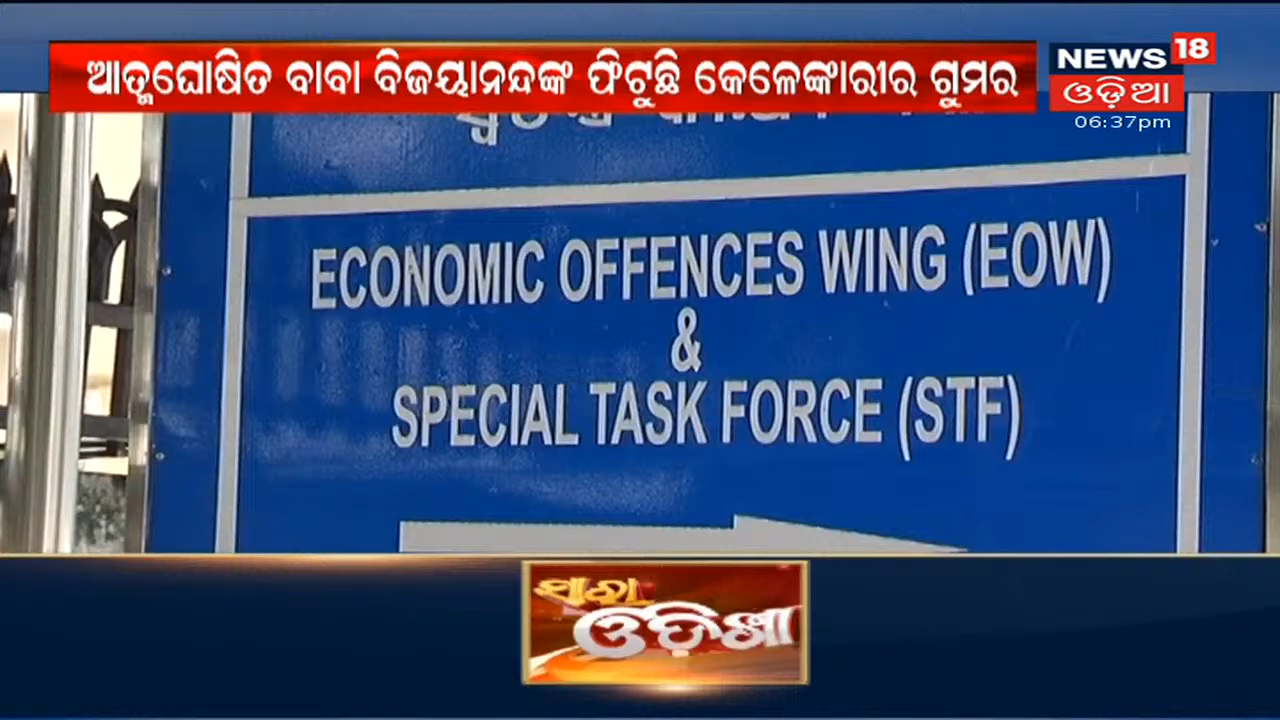 ଆତ୍ମଘୋଷିତ ବାବା ବିଜୟାନନ୍ଦଙ୍କ ଫିଟୁଛି କେଳେଙ୍କାରୀର ଗୁମର
NEWS 18
ଓଡ଼ିଆ
06:37pm
ECONOMIC OFFENCES WING (EOW)
&
SPECIAL TASK FORCE (STF)
ସାରା
ଓଡ଼ିଶା